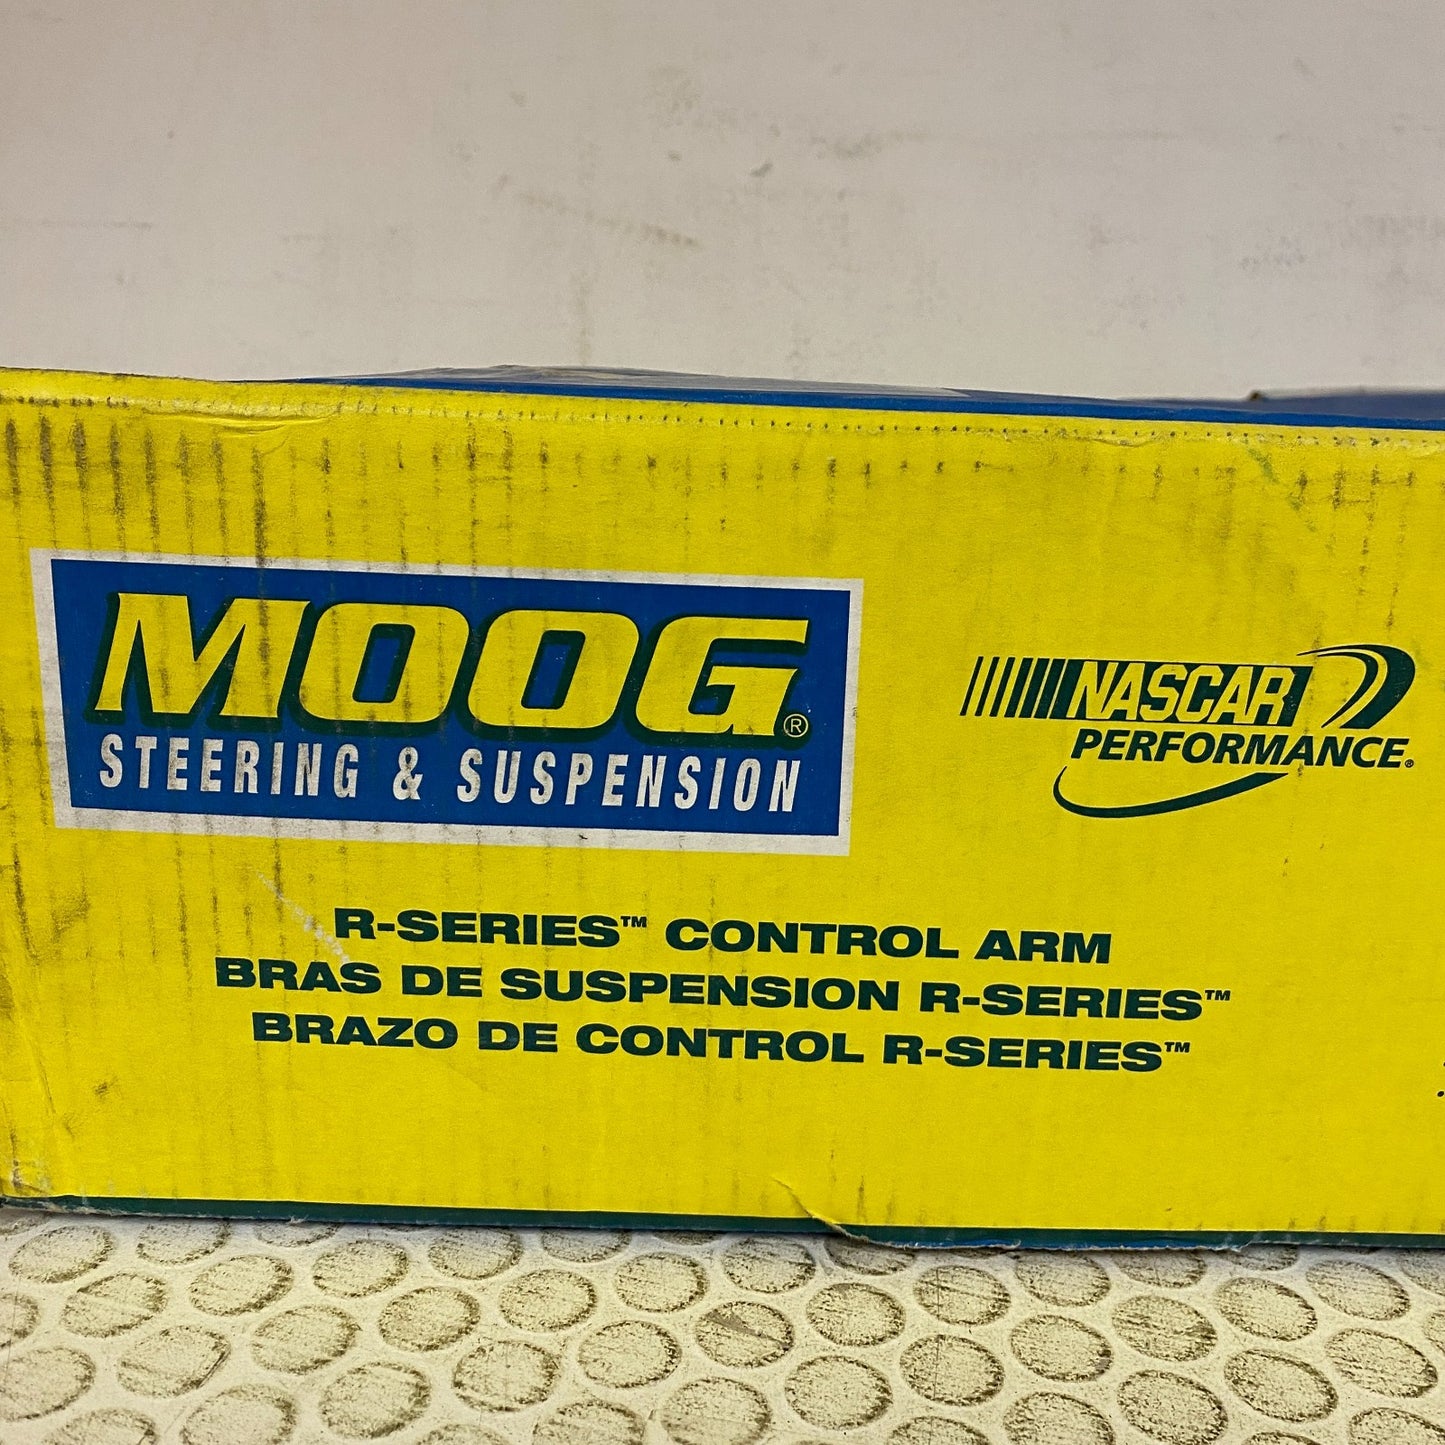 MOOG®
STEERING & SUSPENSION
NASCAR
PERFORMANCE®
R-SERIES™ CONTROL ARM
BRAS DE SUSPENSION R-SERIES™
BRAZO DE CONTROL R-SERIES™